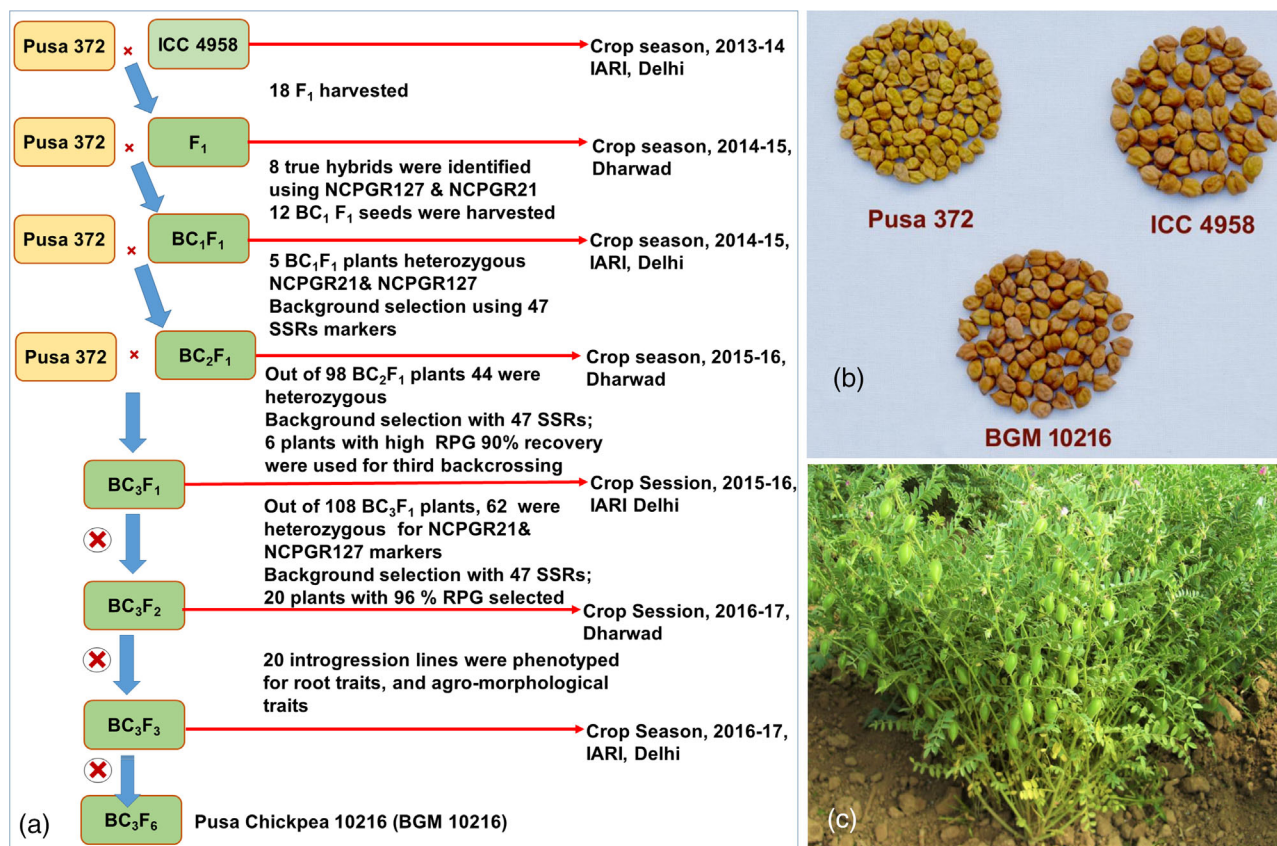 Pusa 372 × ICC 4958
Crop season, 2013-14
IARI, Delhi
18 F₁ harvested
Pusa 372 × F₁
Crop season, 2014-15,
Dharwad
8 true hybrids were identified
using NCPGR127 & NCPGR21
12 BC₁ F₁ seeds were harvested
Pusa 372 × BC₁F₁
Crop season, 2014-15,
IARI, Delhi
5 BC₁F₁ plants heterozygous
NCPGR21& NCPGR127
Background selection using 47
SSRs markers
Pusa 372 × BC₂F₁
Crop season, 2015-16,
Dharwad
Out of 98 BC₂F₁ plants 44 were
heterozygous
Background selection with 47 SSRs;
6 plants with high RPG 90% recovery
were used for third backcrossing
BC₃F₁
Crop Session, 2015-16,
IARI Delhi
Out of 108 BC₃F₁ plants, 62 were
heterozygous for NCPGR21&
NCPGR127 markers
Background selection with 47 SSRs;
20 plants with 96 % RPG selected
BC₃F₂
Crop Session, 2016-17,
Dharwad
20 introgression lines were phenotyped
for root traits, and agro-morphological
traits
BC₃F₃
Crop Season, 2016-17,
IARI, Delhi
BC₃F₆
Pusa Chickpea 10216 (BGM 10216)
(a)
Pusa 372
ICC 4958
BGM 10216
(b)
(c)